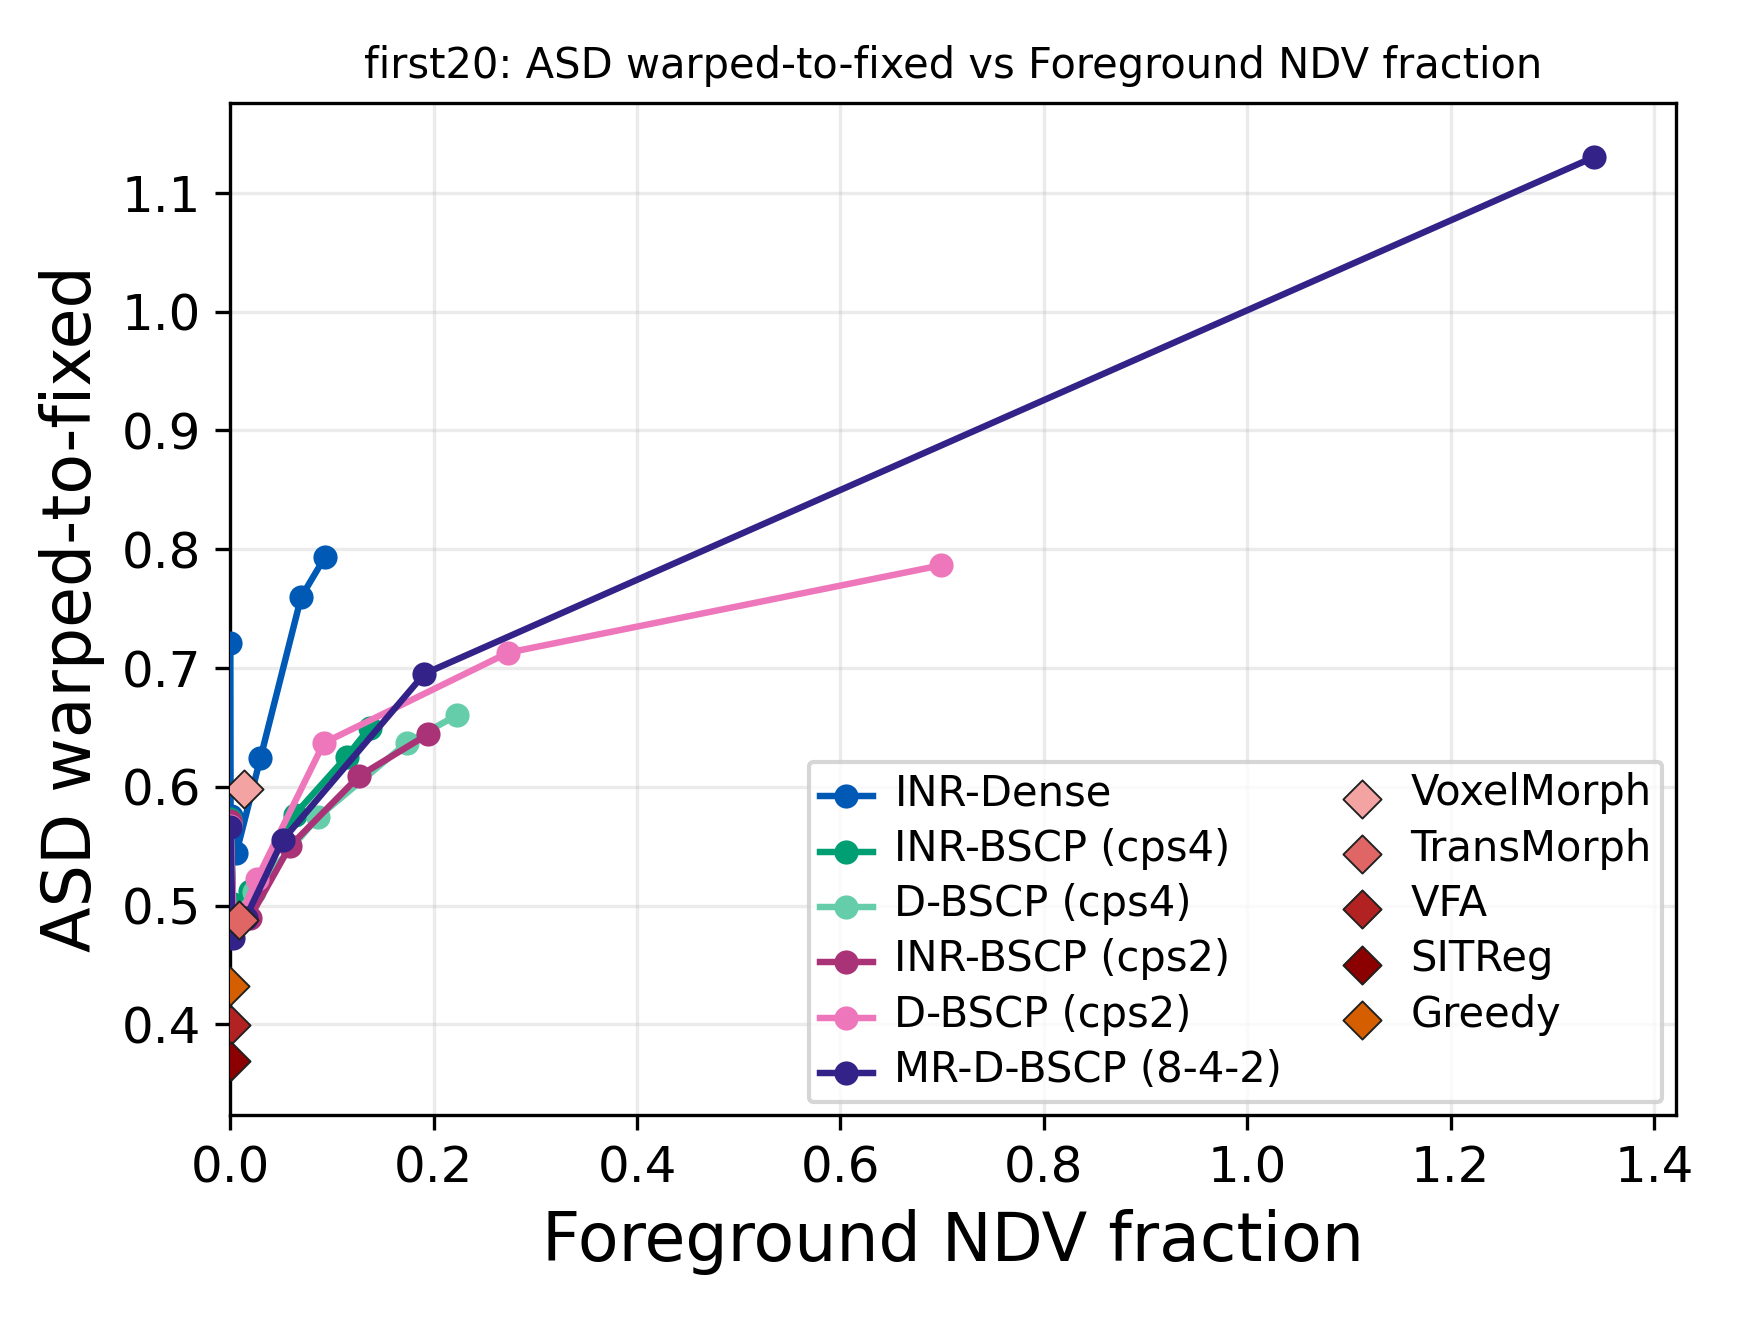 first20: ASD warped-to-fixed vs Foreground NDV fraction
ASD warped-to-fixed
1.1
1.0
0.9
0.8
0.7
0.6
0.5
0.4
INR-Dense
INR-BSCP (cps4)
D-BSCP (cps4)
INR-BSCP (cps2)
D-BSCP (cps2)
MR-D-BSCP (8-4-2)
VoxelMorph
TransMorph
VFA
SITReg
Greedy
0.0 0.2 0.4 0.6 0.8 1.0 1.2 1.4
Foreground NDV fraction